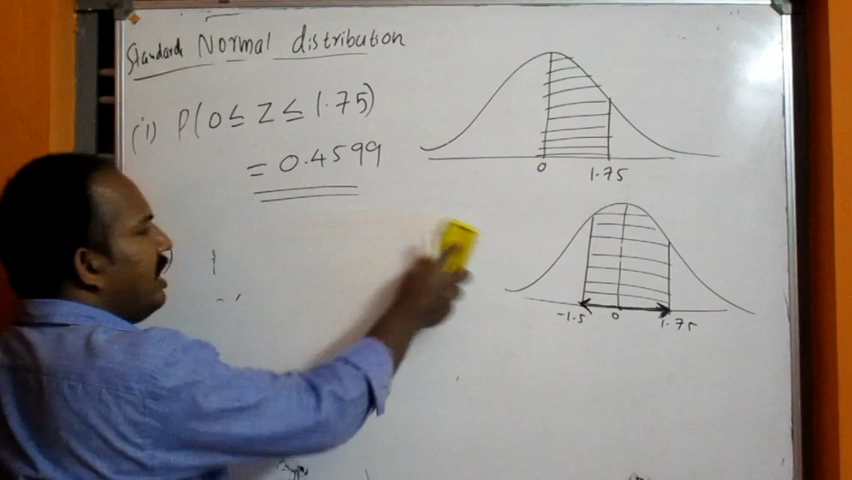 Standard Normal distribution
(i) P(0 ≤ Z ≤ 1.75)
= 0.4599
0 1.75
-1.5 0 1.75